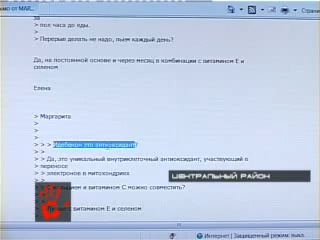 Страни
за
> пол часа до еды.
>
> Перерыв делать не надо, пьем каждый день?
Да, на постоянной основе и через месяц в комбинации с витамином Е и
селеном
Елена
> Маргарита
>
>
> > > Идебенон это антиоксидант
> >
> > Да, это уникальный внутриклеточный антиоксидант, участвующий в
> переносе
> > электронов в митохондриях
ЦЕНТРАЛЬНЫЙ РАЙОН
и витамином С можно совместить?
с витамином Е и селеном
Интернет | Защищенный режим: выкл.